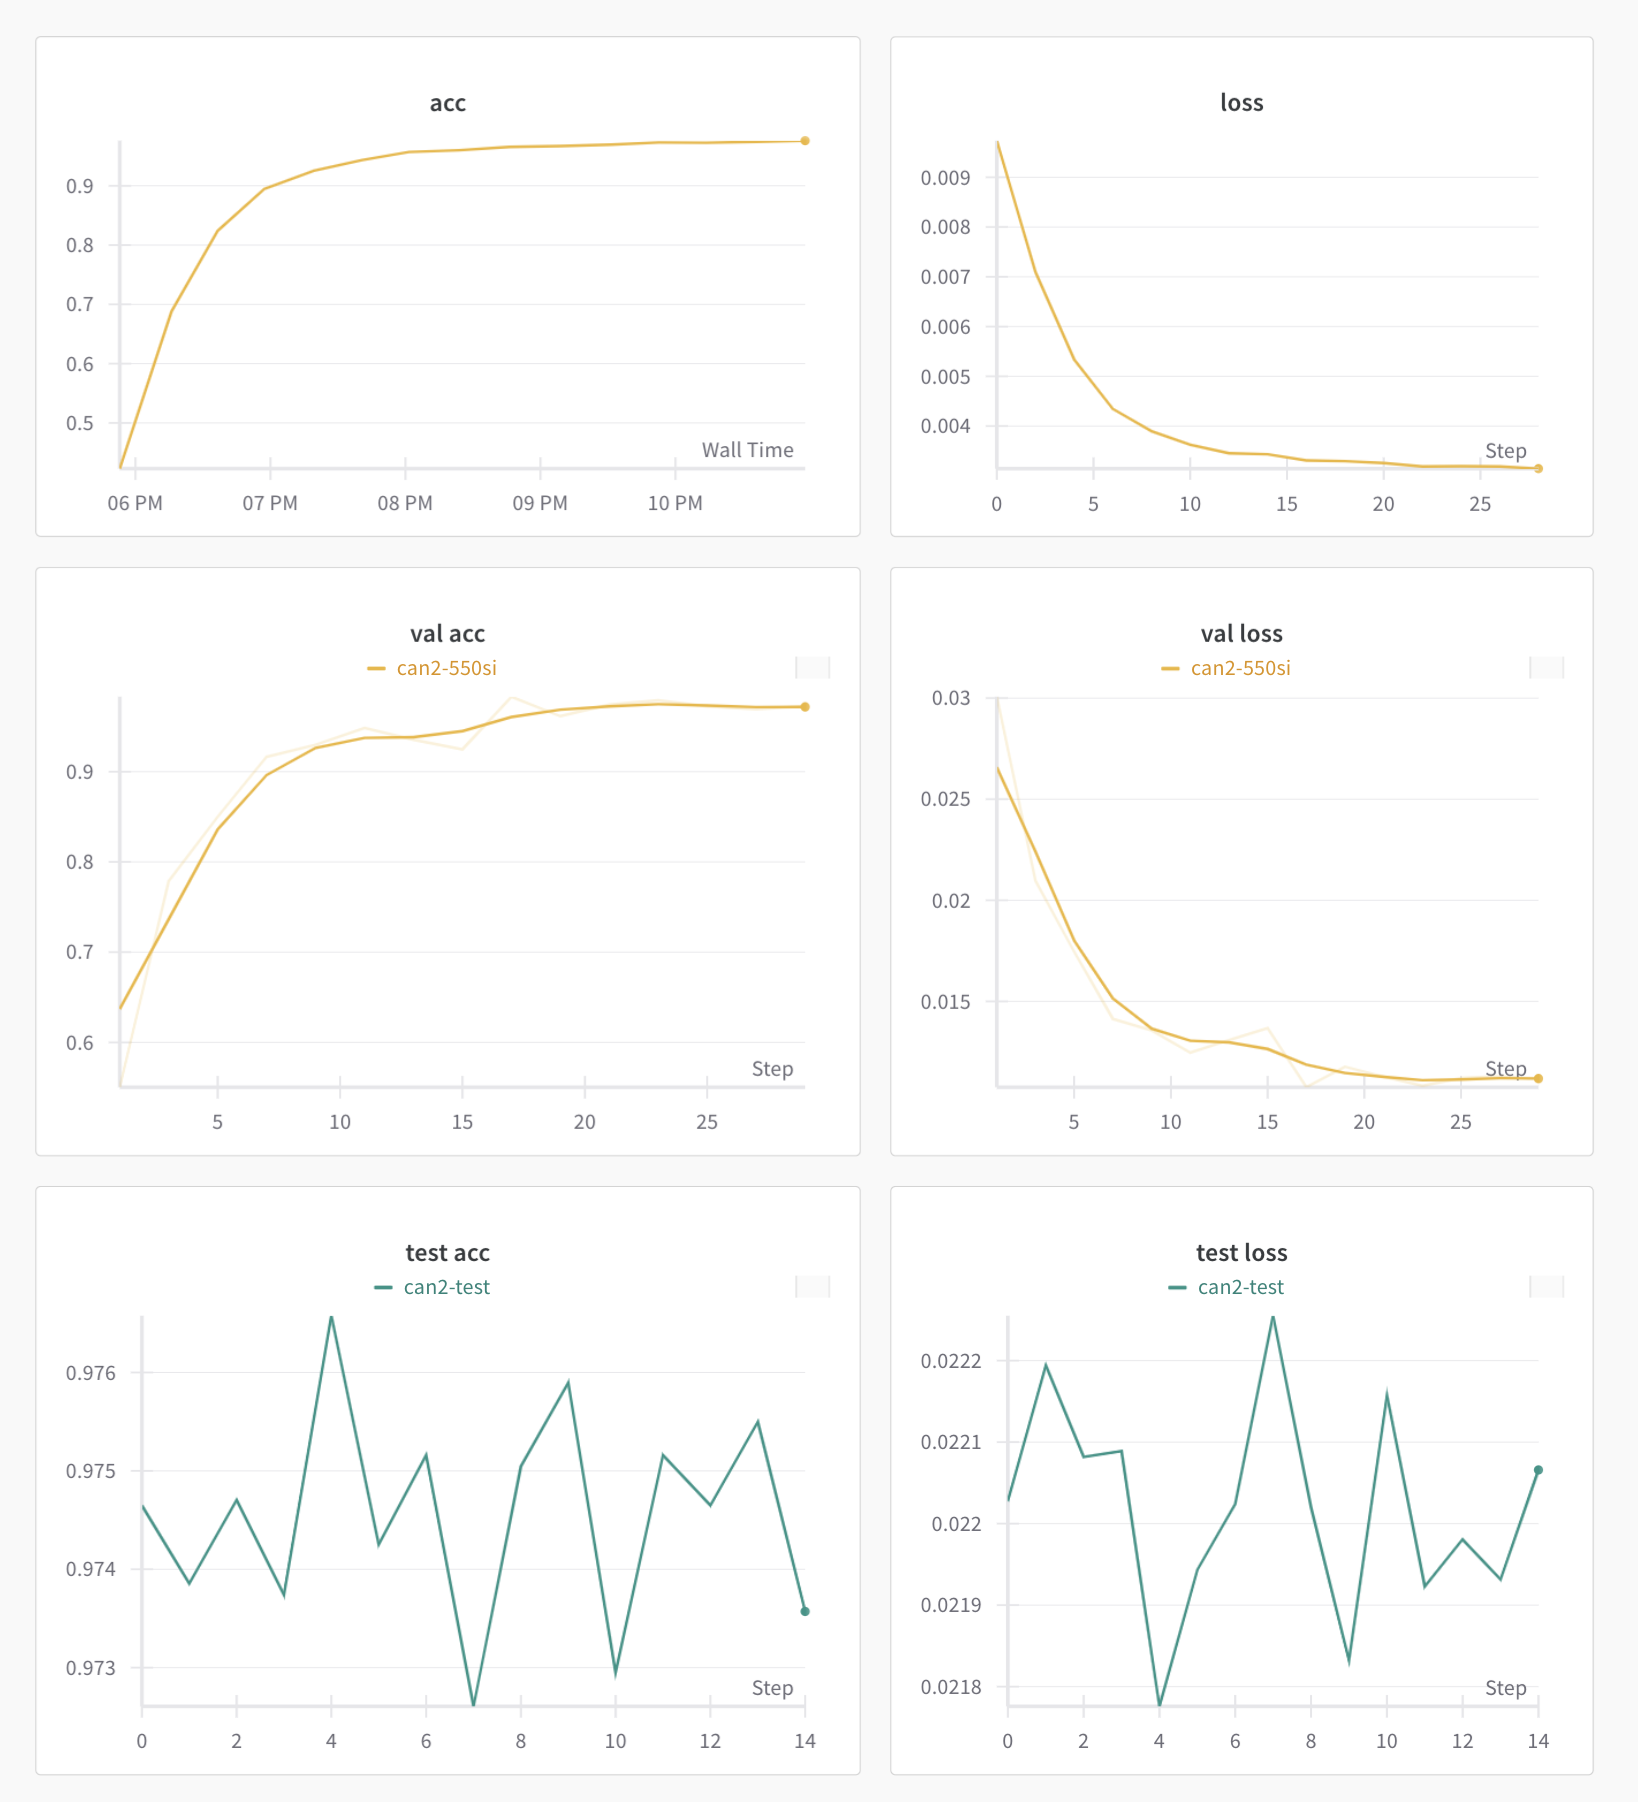 acc
0.9
0.8
0.7
0.6
0.5
Wall Time
06 PM 07 PM 08 PM 09 PM 10 PM
loss
0.009
0.008
0.007
0.006
0.005
0.004
Step
0 5 10 15 20 25
val acc
can2-550si
0.9
0.8
0.7
0.6
Step
5 10 15 20 25
val loss
can2-550si
0.03
0.025
0.02
0.015
Step
5 10 15 20 25
test acc
can2-test
0.976
0.975
0.974
0.973
Step
0 2 4 6 8 10 12 14
test loss
can2-test
0.0222
0.0221
0.022
0.0219
0.0218
Step
0 2 4 6 8 10 12 14